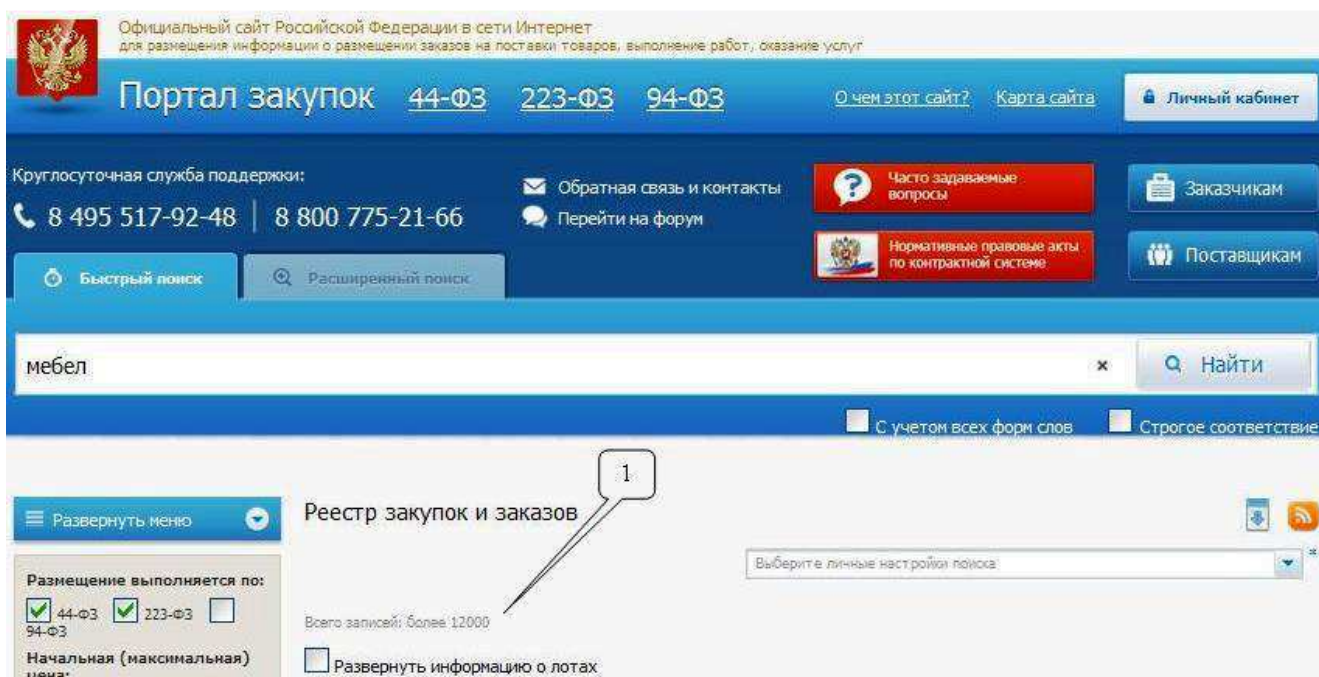 Официальный сайт Российской Федерации в сети Интернет
для размещения информации о размещении заказов на поставки товаров, выполнение работ, оказание услуг
Портал закупок 44-ФЗ 223-ФЗ 94-ФЗ О чем этот сайт? Карта сайта Личный кабинет
Круглосуточная служба поддержки:
8 495 517-92-48 | 8 800 775-21-66
Обратная связь и контакты
Перейти на форум
Часто задаваемые
вопросы
Нормативные правовые акты
по контрактной системе
Заказчикам
Поставщикам
Быстрый поиск Расширенный поиск
мебел × Найти
С учетом всех форм слов Строгое соответствие
1
Развернуть меню
Реестр закупок и заказов
Выберите личные настройки поиска
Размещение выполняется по:
44-ФЗ 223-ФЗ
94-ФЗ
Начальная (максимальная)
цена:
Всего записей: более 12000
Развернуть информацию о лотах